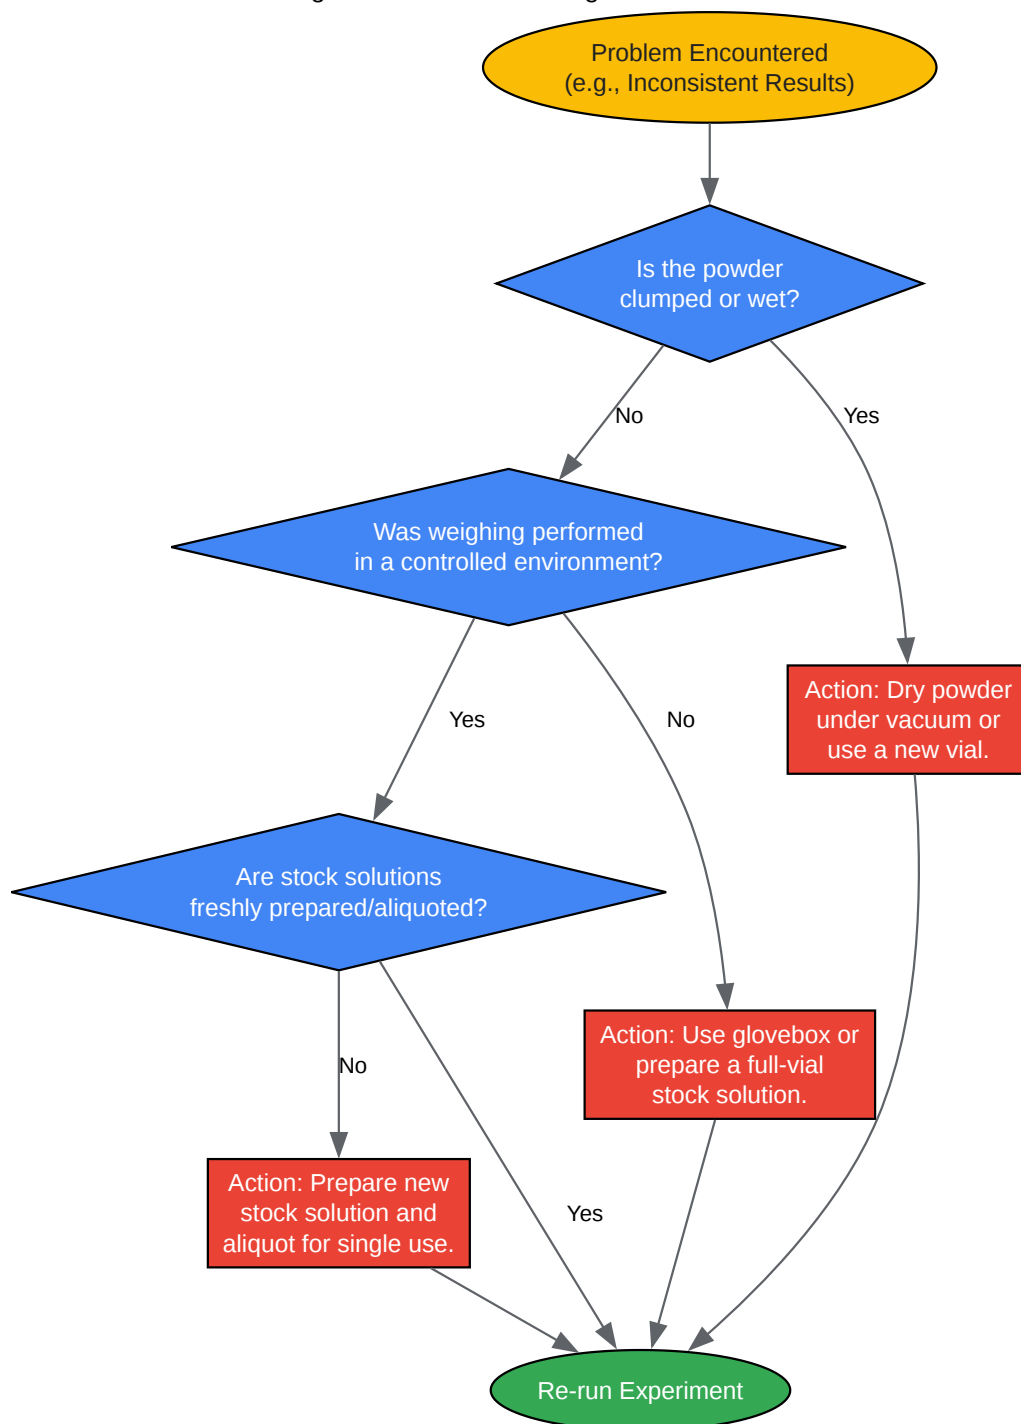 Problem Encountered
(e.g., Inconsistent Results)
Is the powder
clumped or wet?
No
Yes
Was weighing performed
in a controlled environment?
Yes
No
Action: Dry powder
under vacuum or
use a new vial.
Are stock solutions
freshly prepared/aliquoted?
No
Action: Use glovebox or
prepare a full-vial
stock solution.
Action: Prepare new
stock solution and
aliquot for single use.
Yes
Re-run Experiment